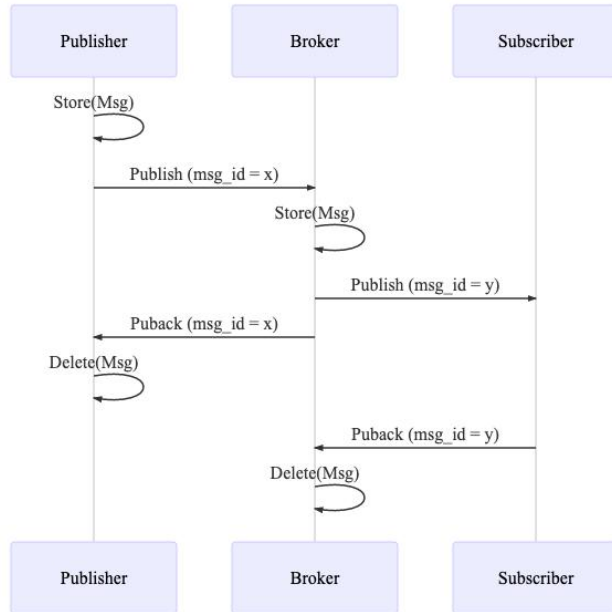 Publisher
Broker
Subscriber
Store(Msg)
Publish (msg_id = x)
Store(Msg)
Publish (msg_id = y)
Puback (msg_id = x)
Delete(Msg)
Puback (msg_id = y)
Delete(Msg)
Publisher
Broker
Subscriber